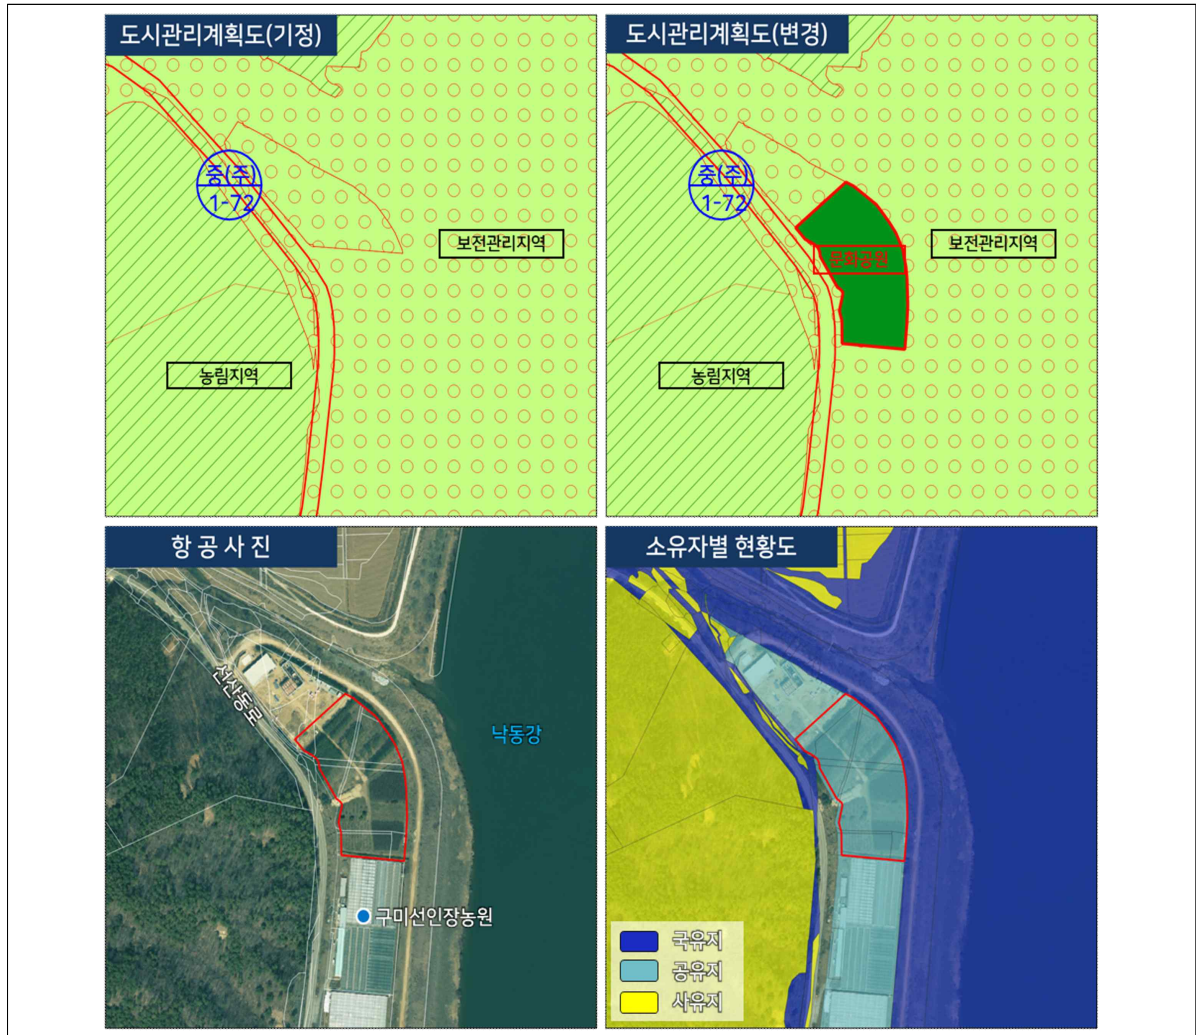 도시관리계획도(기정)
도시관리계획도(변경)
중(주)
1-72
보전관리지역
농림지역
중(주)
1-72
보전관리지역
문화공원
농림지역
항공사진
소유자별 현황도
선산동로
낙동강
구미선인장농원
국유지
공유지
사유지